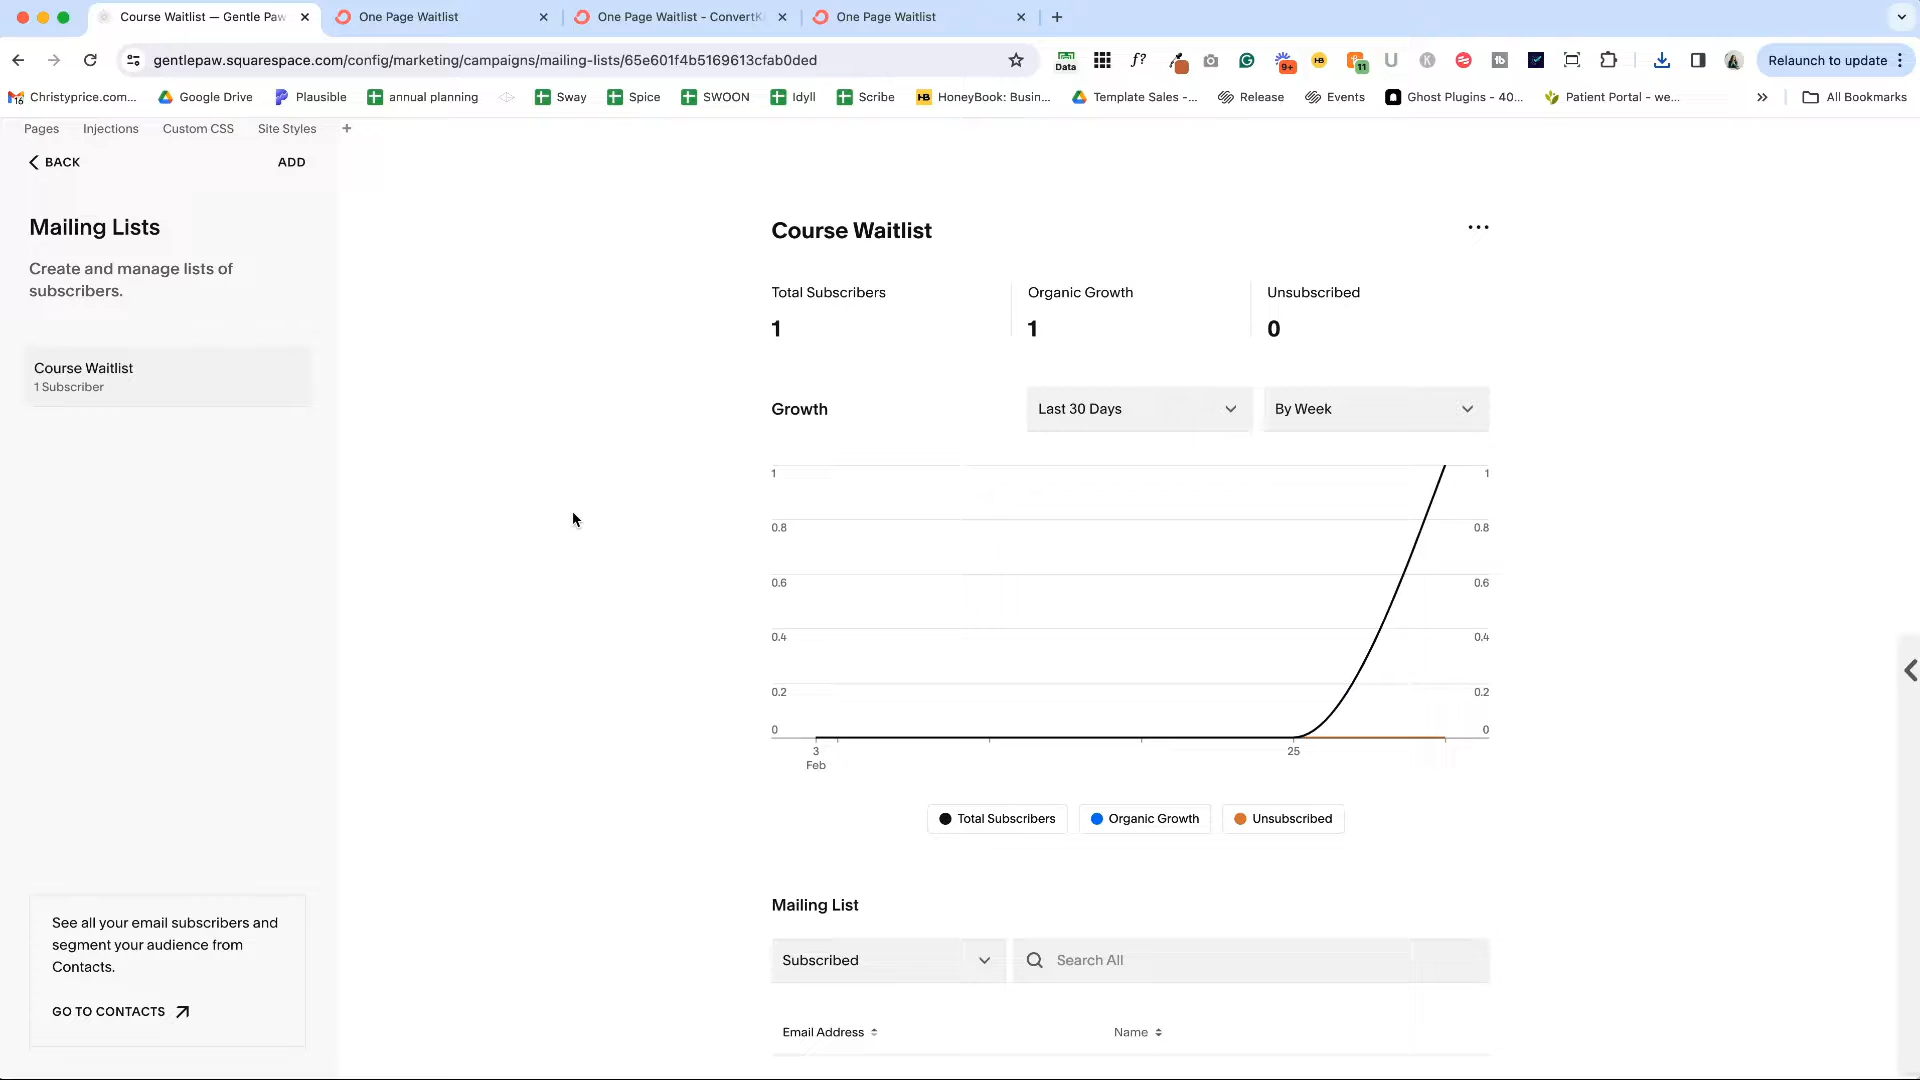 Course Waitlist — Gentle Paw
One Page Waitlist
One Page Waitlist - ConvertK
One Page Waitlist
gentlepaw.squarespace.com/config/marketing/campaigns/mailing-lists/65e601f4b5169613cfab0ded
Data
f?
9+
HB
11
U
K
tb
Relaunch to update
Christyprice.com...
Google Drive
Plausible
annual planning
Sway
Spice
SWOON
Idyll
Scribe
HB
HoneyBook: Busin...
Template Sales -...
Release
Events
Ghost Plugins - 40...
Patient Portal - we...
All Bookmarks
Pages
Injections
Custom CSS
Site Styles
BACK
ADD
Mailing Lists
Create and manage lists of
subscribers.
Course Waitlist
1 Subscriber
See all your email subscribers and
segment your audience from
Contacts.
GO TO CONTACTS
Course Waitlist
Total Subscribers
1
Organic Growth
1
Unsubscribed
0
Growth
Last 30 Days
By Week
1
1
0.8
0.8
0.6
0.6
0.4
0.4
0.2
0.2
0
0
3
Feb
25
Total Subscribers
Organic Growth
Unsubscribed
Mailing List
Subscribed
Search All
Email Address
Name